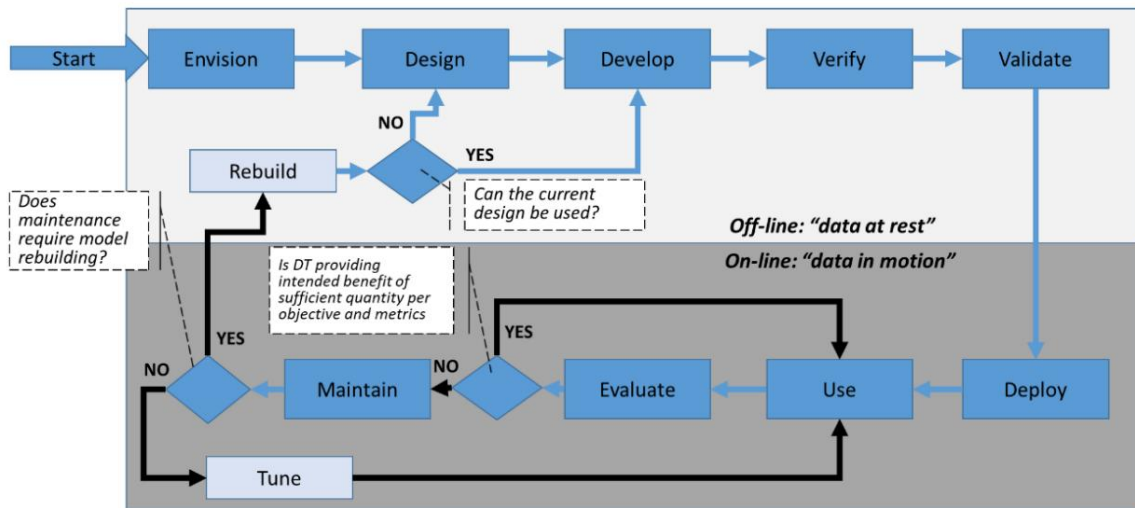 Start
Envision
Design
Develop
Verify
Validate
NO
YES
Rebuild
Can the current
design be used?
Does
maintenance
require model
rebuilding?
Off-line: “data at rest”
On-line: “data in motion”
Is DT providing
intended benefit of
sufficient quantity per
objective and metrics
YES
YES
NO
NO
Maintain
Evaluate
Use
Deploy
Tune